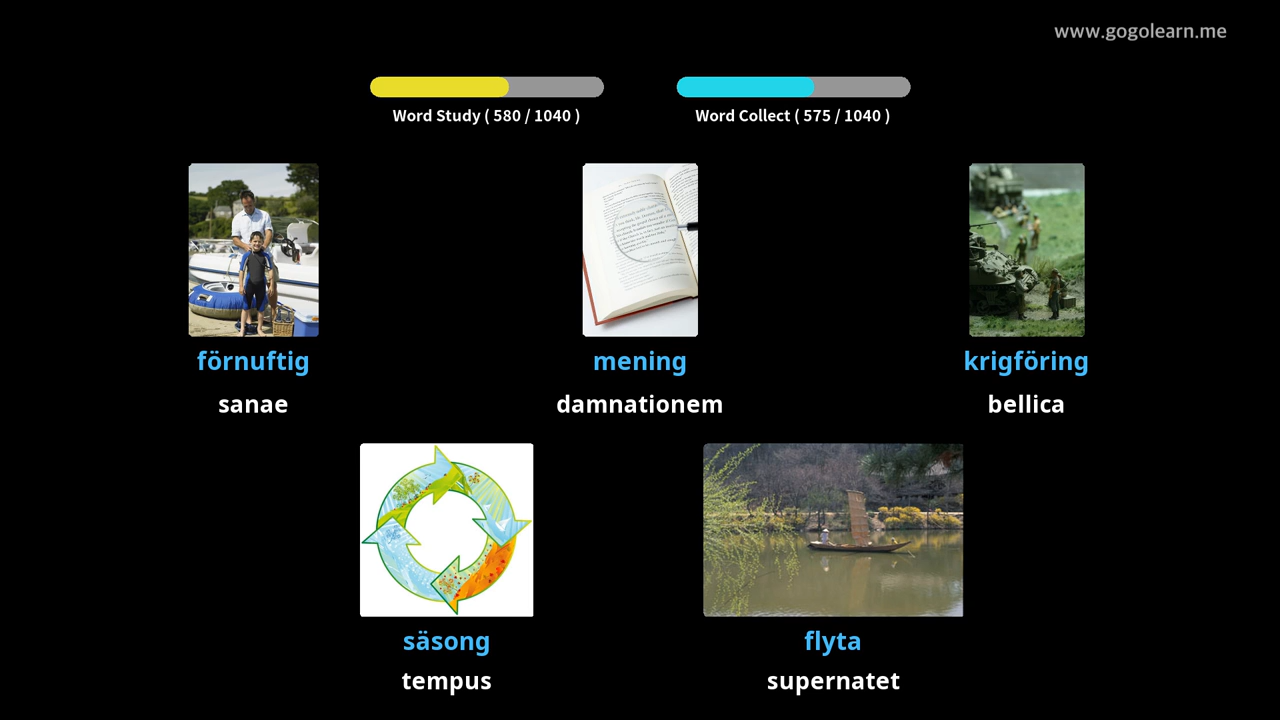 www.gogolearn.me
Word Study ( 580 / 1040 )
Word Collect ( 575 / 1040 )
förnuftig
mening
krigföring
sanae
damnationem
bellica
säsong
flyta
tempus
supernatet